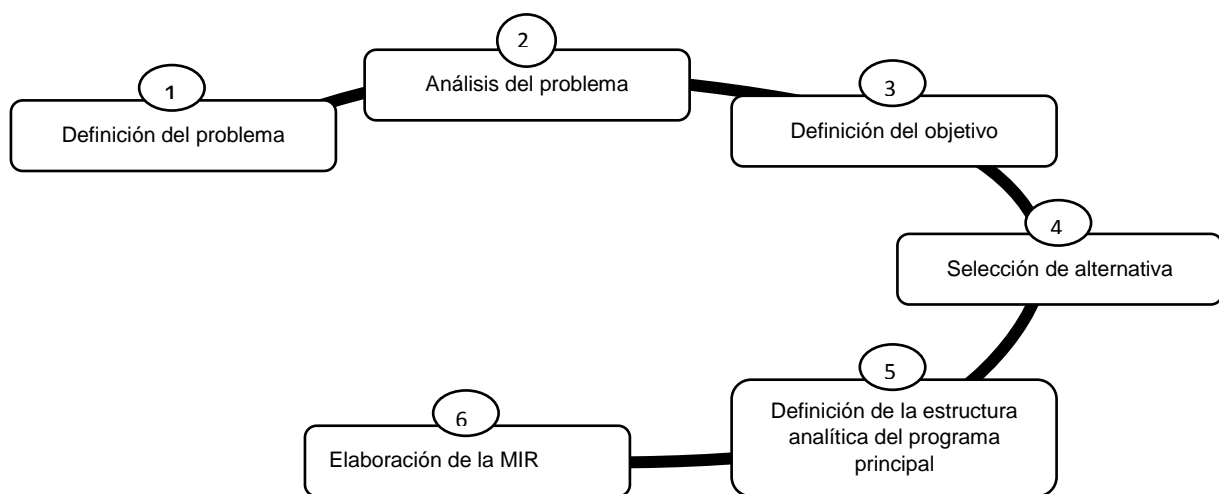 1
Definición del problema
2
Análisis del problema
3
Definición del objetivo
4
Selección de alternativa
5
Definición de la estructura
analítica del programa
principal
6
Elaboración de la MIR